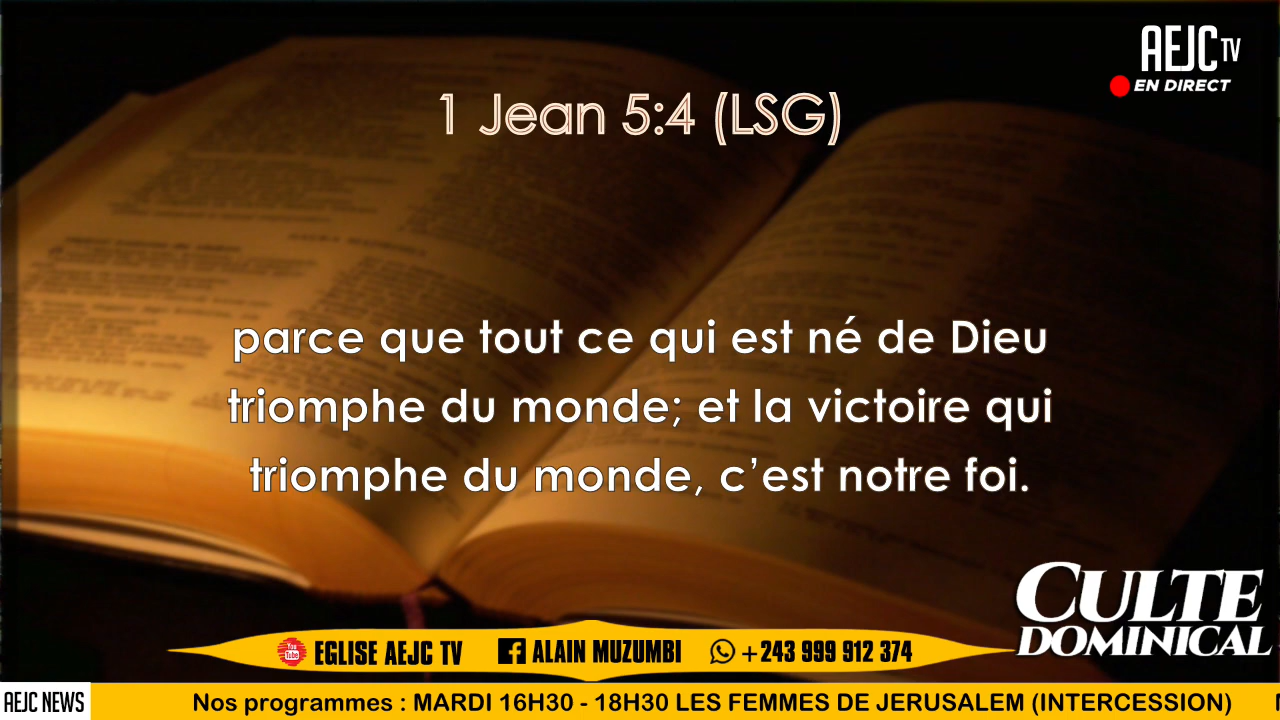 AEJC TV
EN DIRECT
1 Jean 5:4 (LSG)
parce que tout ce qui est né de Dieu
triomphe du monde; et la victoire qui
triomphe du monde, c’est notre foi.
CULTE
DOMINICAL
You Tube EGLISE AEJC TV ALAIN MUZUMBI +243 999 912 374
AEJC NEWS Nos programmes : MARDI 16H30 - 18H30 LES FEMMES DE JERUSALEM (INTERCESSION)